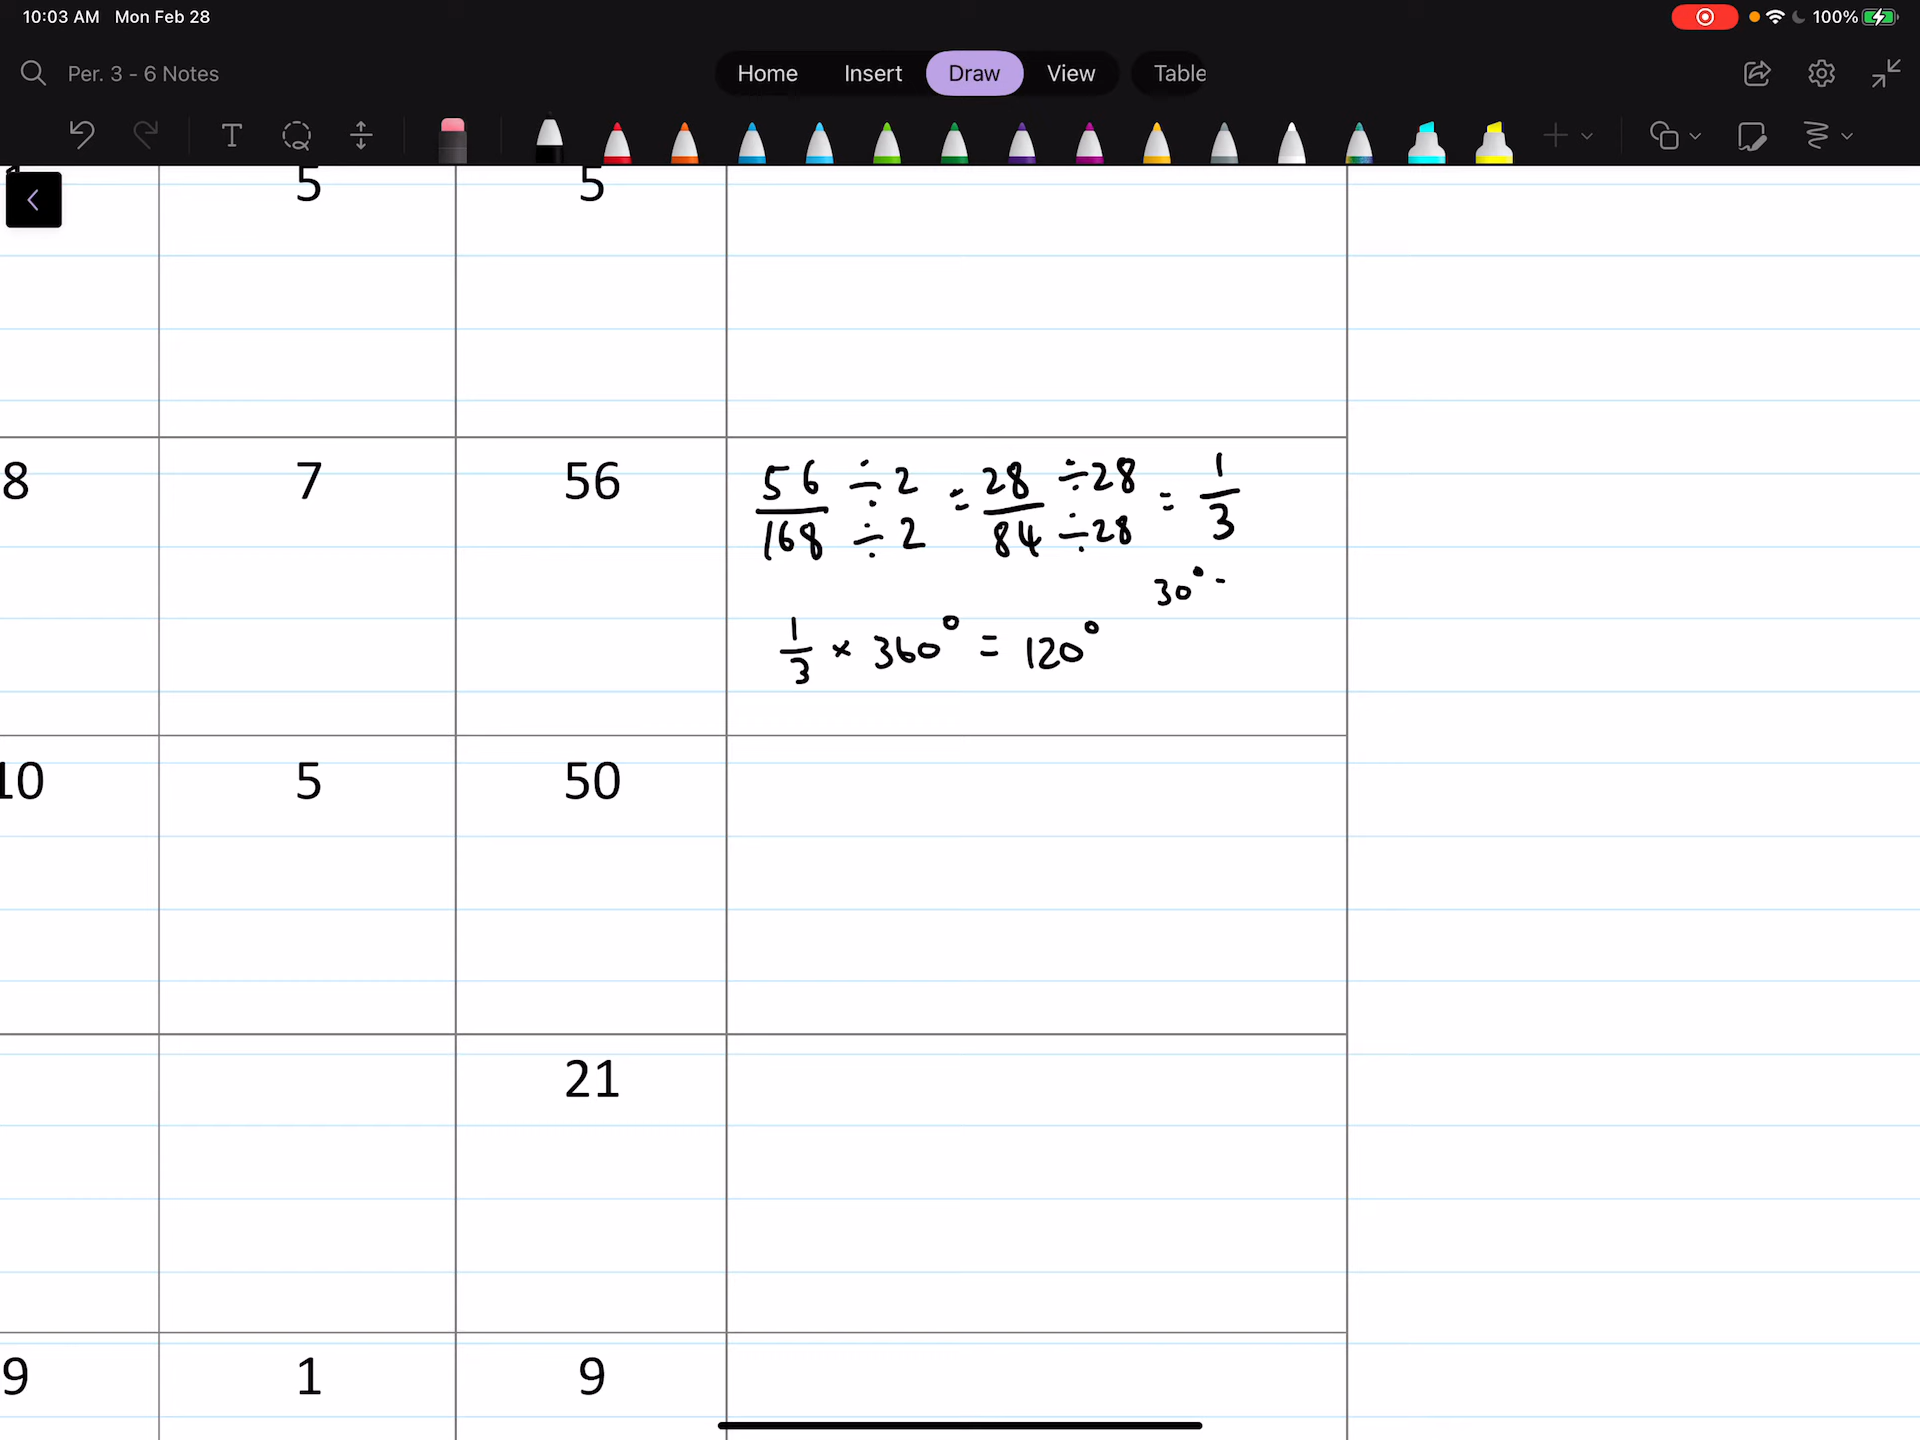 10:03 AM Mon Feb 28 100%
Per. 3 - 6 Notes Home Insert Draw View Table
T
5 5
8 7 56 56/168 ÷2/÷2 = 28/84 ÷28/÷28 = 1/3
30° -
1/3 × 360° = 120°
10 5 50
21
9 1 9